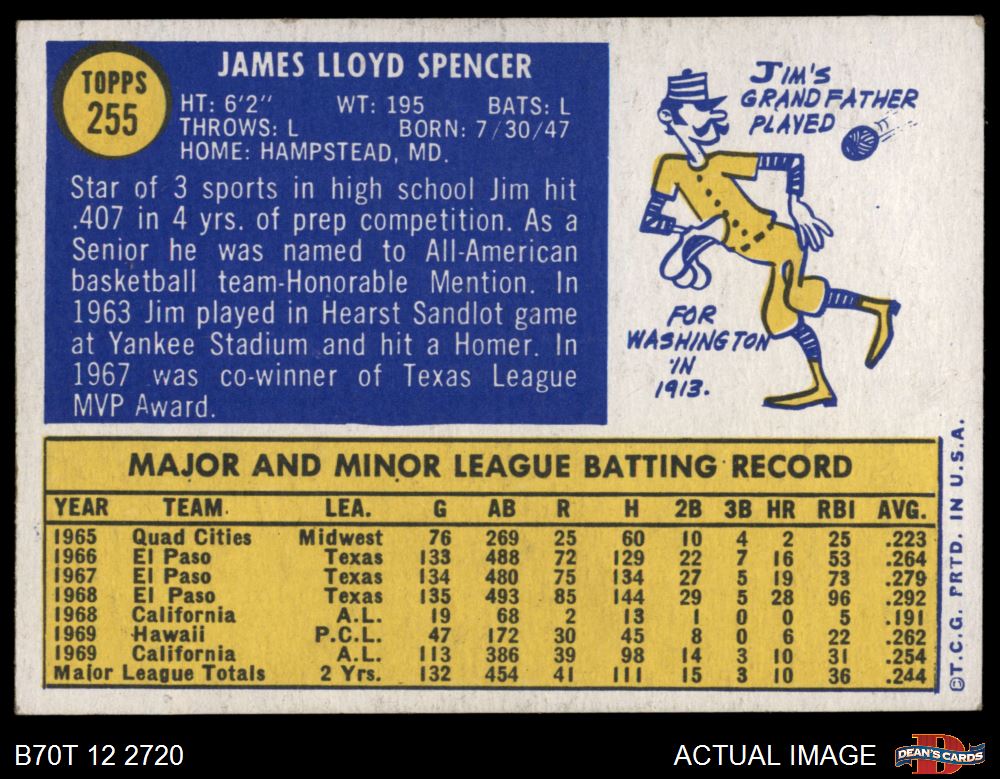 TOPPS
255
JAMES LLOYD SPENCER
HT: 6'2" WT: 195 BATS: L
THROWS: L BORN: 7/30/47
HOME: HAMPSTEAD, MD.
Star of 3 sports in high school Jim hit
.407 in 4 yrs. of prep competition. As a
Senior he was named to All-American
basketball team-Honorable Mention. In
1963 Jim played in Hearst Sandlot game
at Yankee Stadium and hit a Homer. In
1967 was co-winner of Texas League
MVP Award.
JIM'S
GRANDFATHER
PLAYED
FOR
WASHINGTON
IN
1913.
MAJOR AND MINOR LEAGUE BATTING RECORD
YEAR TEAM LEA. G AB R H 2B 3B HR RBI AVG.
1965 Quad Cities Midwest 76 269 25 60 10 4 2 25 .223
1966 El Paso Texas 133 488 72 129 22 7 16 53 .264
1967 El Paso Texas 134 480 75 134 27 5 19 73 .279
1968 El Paso Texas 135 493 85 144 29 5 28 96 .292
1968 California A.L. 19 68 2 13 1 0 0 5 .191
1969 Hawaii P.C.L. 47 172 30 45 8 0 6 22 .262
1969 California A.L. 113 386 39 98 14 3 10 31 .254
Major League Totals 2 Yrs. 132 454 41 111 15 3 10 36 .244
©T.C.G. PRTD. IN U.S.A.
B70T 12 2720
ACTUAL IMAGE
D
DEAN'S CARDS